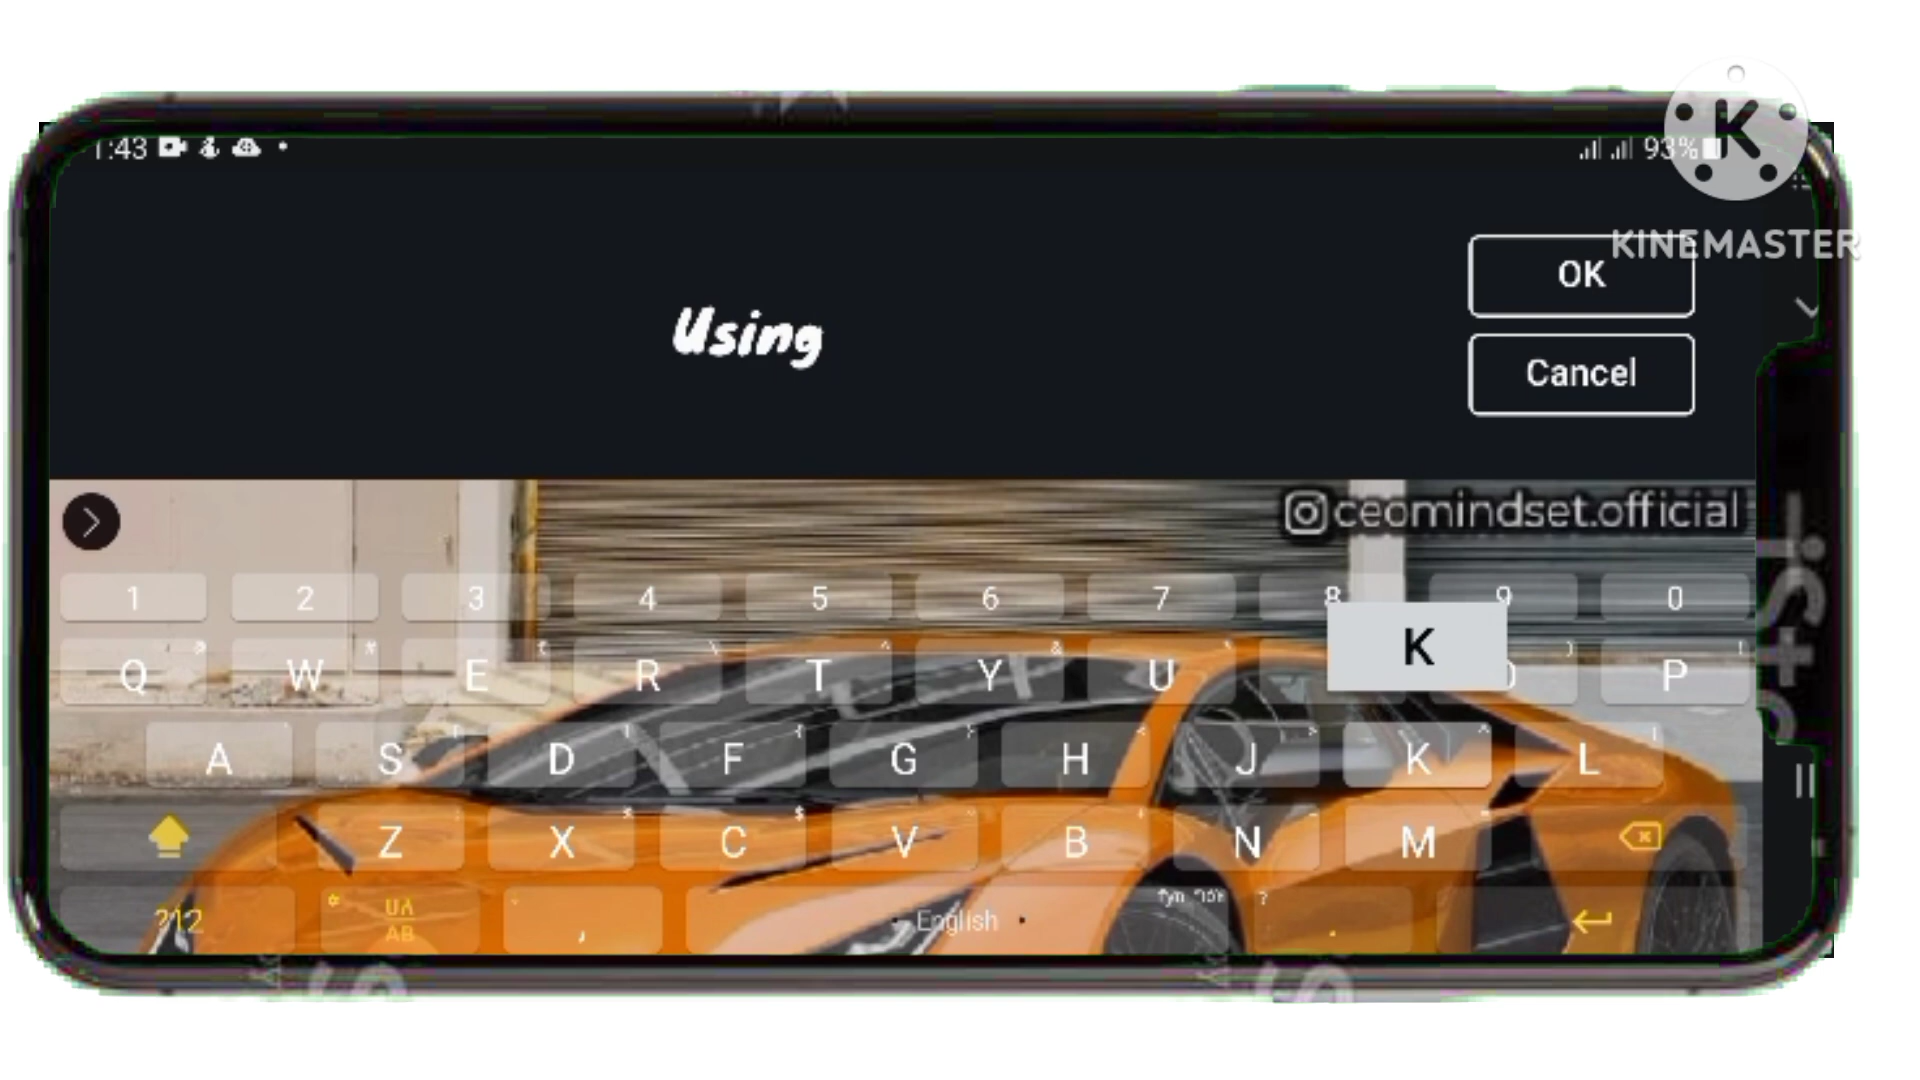 1:43
93%
K
KINEMASTER
OK
Using
Cancel
ceomindset.official
1 2 3 4 5 6 7 8 9 0
K
Q W E R T Y U P
A S D F G H J K L
Z X C V B N M
?12
, English .
iSto